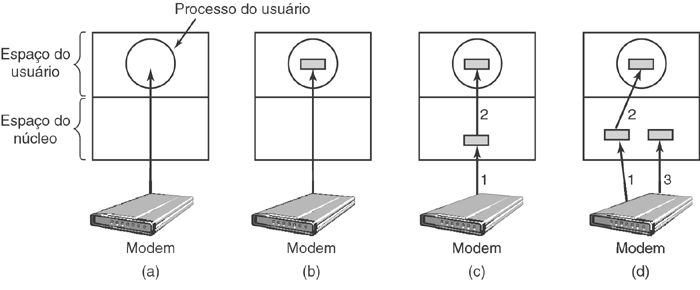 Processo do usuário
Espaço do
usuário
Espaço do
núcleo
2
1
2
1
3
Modem
Modem
Modem
Modem
(a)
(b)
(c)
(d)